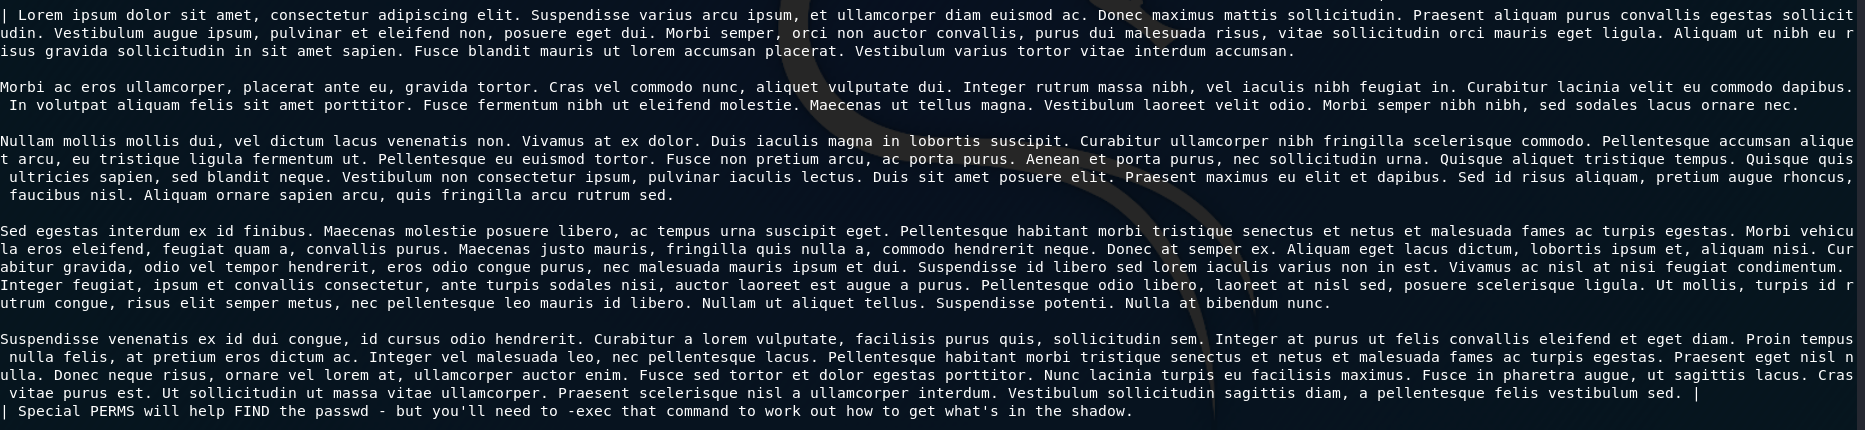 | Lorem ipsum dolor sit amet, consectetur adipiscing elit. Suspendisse varius arcu ipsum, et ullamcorper diam euismod ac. Donec maximus mattis sollicitudin. Praesent aliquam purus convallis egestas sollicit
udin. Vestibulum augue ipsum, pulvinar et eleifend non, posuere eget dui. Morbi semper, orci non auctor convallis, purus dui malesuada risus, vitae sollicitudin orci mauris eget ligula. Aliquam ut nibh eu r
isus gravida sollicitudin in sit amet sapien. Fusce blandit mauris ut lorem accumsan placerat. Vestibulum varius tortor vitae interdum accumsan.

Morbi ac eros ullamcorper, placerat ante eu, gravida tortor. Cras vel commodo nunc, aliquet vulputate dui. Integer rutrum massa nibh, vel iaculis nibh feugiat in. Curabitur lacinia velit eu commodo dapibus.
 In volutpat aliquam felis sit amet porttitor. Fusce fermentum nibh ut eleifend molestie. Maecenas ut tellus magna. Vestibulum laoreet velit odio. Morbi semper nibh nibh, sed sodales lacus ornare nec.

Nullam mollis mollis dui, vel dictum lacus venenatis non. Vivamus at ex dolor. Duis iaculis magna in lobortis suscipit. Curabitur ullamcorper nibh fringilla scelerisque commodo. Pellentesque accumsan alique
t arcu, eu tristique ligula fermentum ut. Pellentesque eu euismod tortor. Fusce non pretium arcu, ac porta purus. Aenean et porta purus, nec sollicitudin urna. Quisque aliquet tristique tempus. Quisque quis
 ultricies sapien, sed blandit neque. Vestibulum non consectetur ipsum, pulvinar iaculis lectus. Duis sit amet posuere elit. Praesent maximus eu elit et dapibus. Sed id risus aliquam, pretium augue rhoncus,
 faucibus nisl. Aliquam ornare sapien arcu, quis fringilla arcu rutrum sed.

Sed egestas interdum ex id finibus. Maecenas molestie posuere libero, ac tempus urna suscipit eget. Pellentesque habitant morbi tristique senectus et netus et malesuada fames ac turpis egestas. Morbi vehicu
la eros eleifend, feugiat quam a, convallis purus. Maecenas justo mauris, fringilla quis nulla a, commodo hendrerit neque. Donec at semper ex. Aliquam eget lacus dictum, lobortis ipsum et, aliquam nisi. Cur
abitur gravida, odio vel tempor hendrerit, eros odio congue purus, nec malesuada mauris ipsum et dui. Suspendisse id libero sed lorem iaculis varius non in est. Vivamus ac nisl at nisi feugiat condimentum.
Integer feugiat, ipsum et convallis consectetur, ante turpis sodales nisi, auctor laoreet est augue a purus. Pellentesque odio libero, laoreet at nisl sed, posuere scelerisque ligula. Ut mollis, turpis id r
utrum congue, risus elit semper metus, nec pellentesque leo mauris id libero. Nullam ut aliquet tellus. Suspendisse potenti. Nulla at bibendum nunc.

Suspendisse venenatis ex id dui congue, id cursus odio hendrerit. Curabitur a lorem vulputate, facilisis purus quis, sollicitudin sem. Integer at purus ut felis convallis eleifend et eget diam. Proin tempus
 nulla felis, at pretium eros dictum ac. Integer vel malesuada leo, nec pellentesque lacus. Pellentesque habitant morbi tristique senectus et netus et malesuada fames ac turpis egestas. Praesent eget nisl n
ulla. Donec neque risus, ornare vel lorem at, ullamcorper auctor enim. Fusce sed tortor et dolor egestas porttitor. Nunc lacinia turpis eu facilisis maximus. Fusce in pharetra augue, ut sagittis lacus. Cras
 vitae purus est. Ut sollicitudin ut massa vitae ullamcorper. Praesent scelerisque nisl a ullamcorper interdum. Vestibulum sollicitudin sagittis diam, a pellentesque felis vestibulum sed. |
| Special PERMS will help FIND the passwd - but you'll need to -exec that command to work out how to get what's in the shadow.